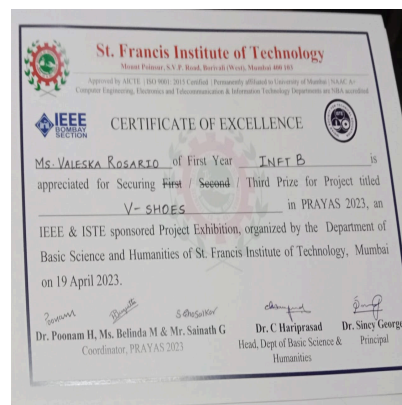 St. Francis Institute of Technology
Mount Poinsur, S.V.P. Road, Borivali (West), Mumbai 400 103
Approved by AICTE | ISO 9001: 2015 Certified | Permanently affiliated to University of Mumbai | NAAC A+
Computer Engineering, Electronics and Telecommunication & Information Technology Departments are NBA accredited
IEEE
BOMBAY
SECTION
CERTIFICATE OF EXCELLENCE
Ms. VALESKA ROSARIO of First Year INFT B is
appreciated for Securing First / Second / Third Prize for Project titled
V-SHOES in PRAYAS 2023, an
IEEE & ISTE sponsored Project Exhibition, organized by the Department of
Basic Science and Humanities of St. Francis Institute of Technology, Mumbai
on 19 April 2023.
Poonam
Dr. Poonam H, Ms. Belinda M & Mr. Sainath G
Coordinator, PRAYAS 2023
Dr. C Hariprasad
Head, Dept of Basic Science &
Humanities
Dr. Sincy George
Principal